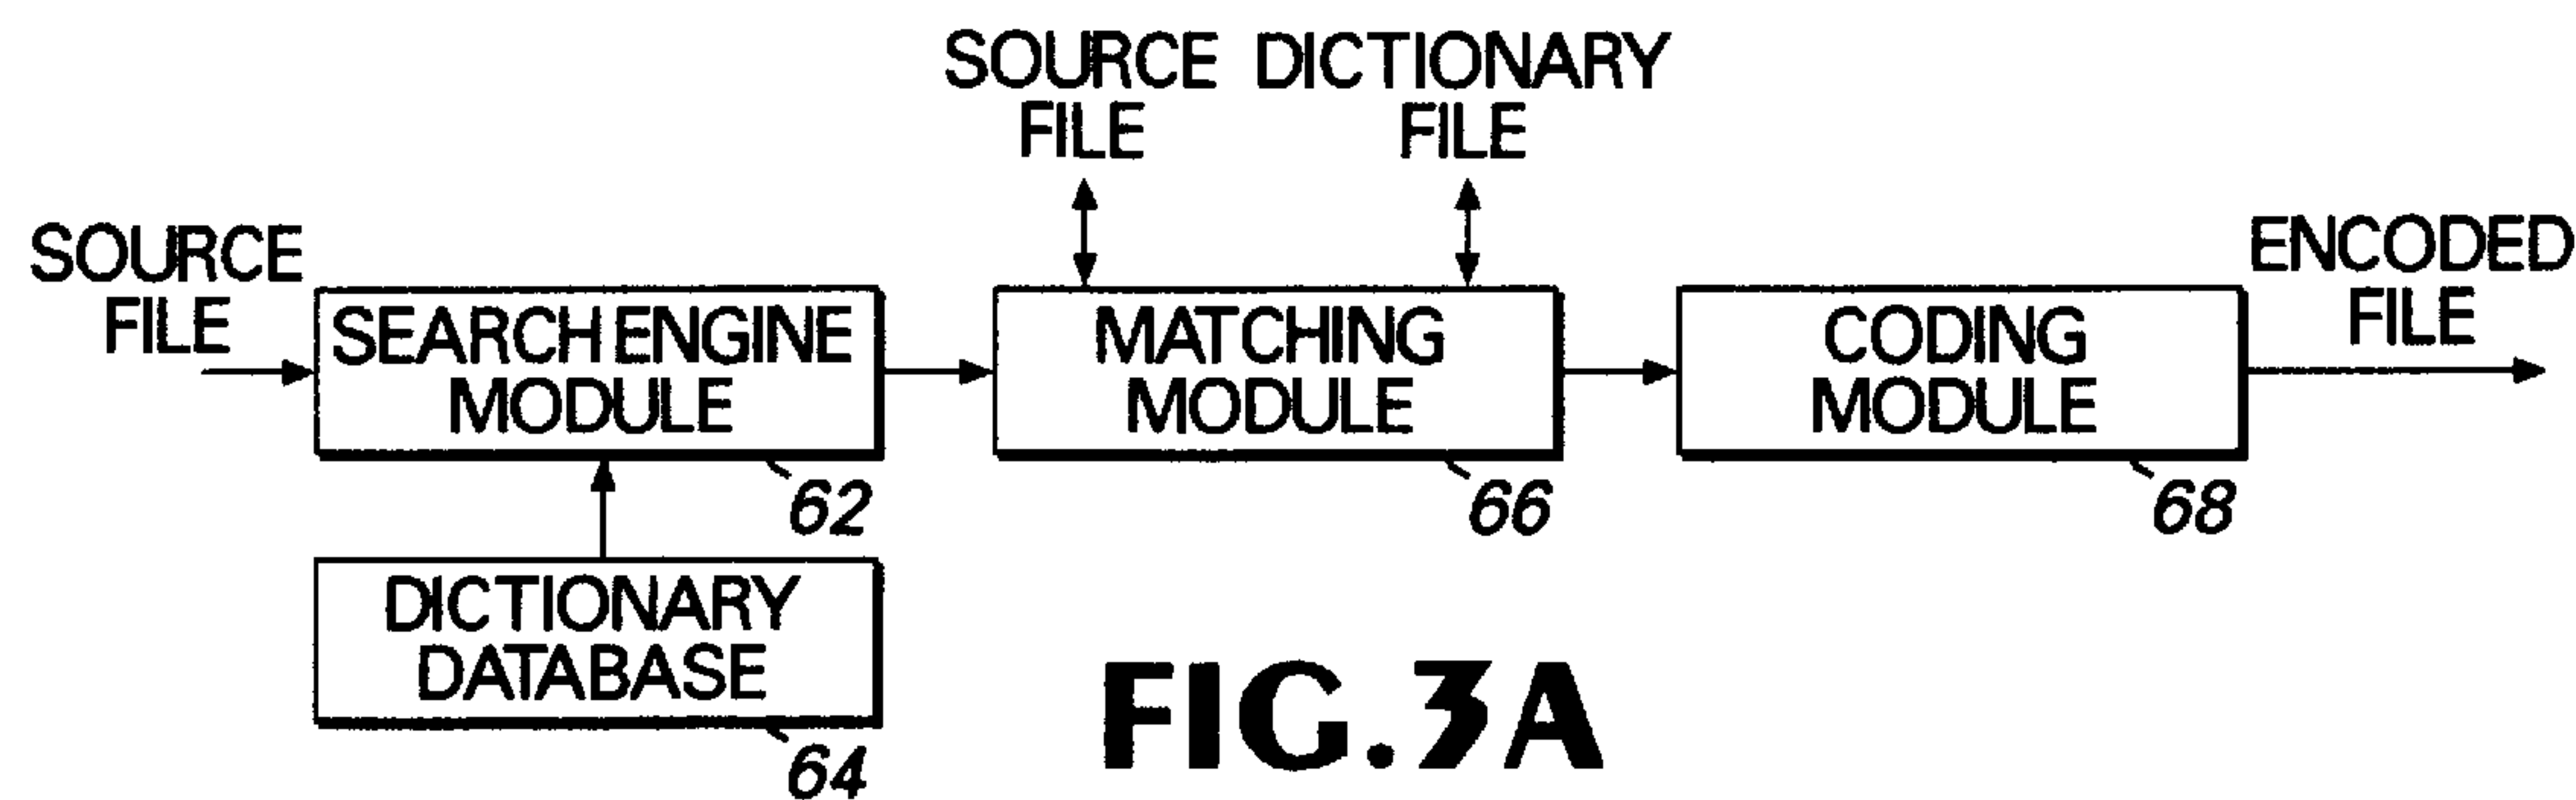 SOURCE DICTIONARY
FILE FILE
SOURCE
FILE
ENCODED
FILE
SEARCH ENGINE
MODULE
MATCHING
MODULE
CODING
MODULE
62
66
68
DICTIONARY
DATABASE
64
FIG.3A